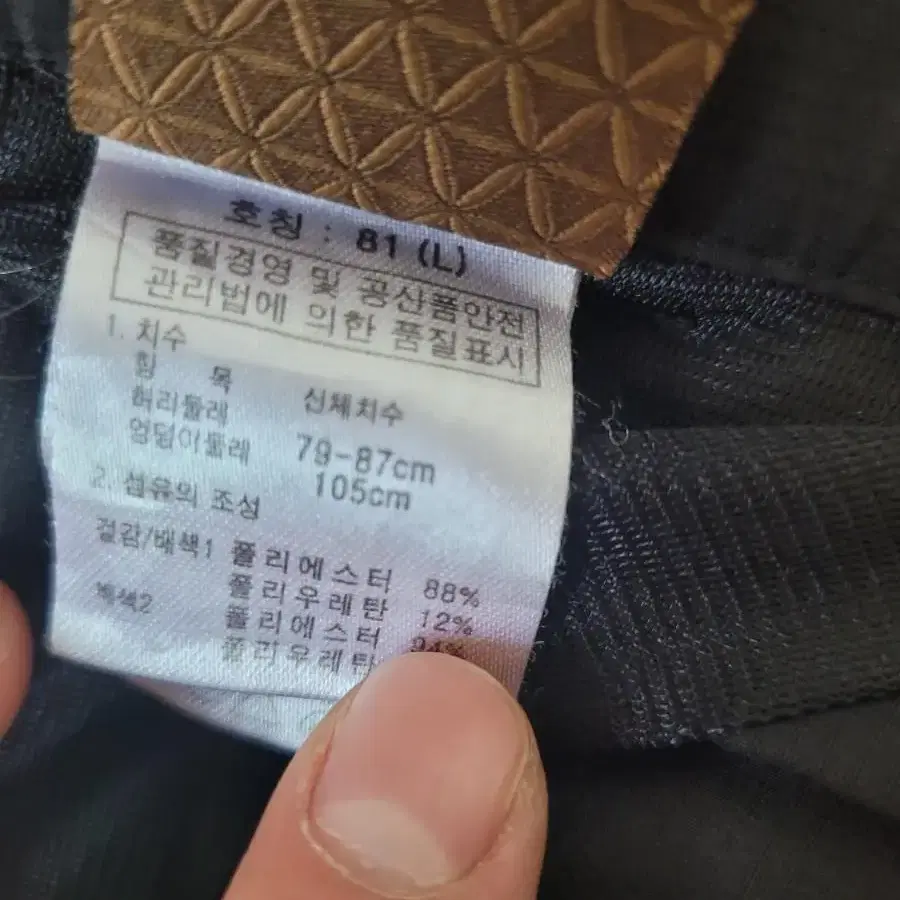 호칭 : 81 (L)
품질경영 및 공산품안전
관리법에 의한 품질표시
1. 치수
항 목 신체치수
허리둘레 79-87cm
엉덩이둘레 105cm
2. 섬유의 조성
겉감/배색1 폴리에스터 88%
폴리우레탄 12%
배색2 폴리에스터 94%
폴리우레탄